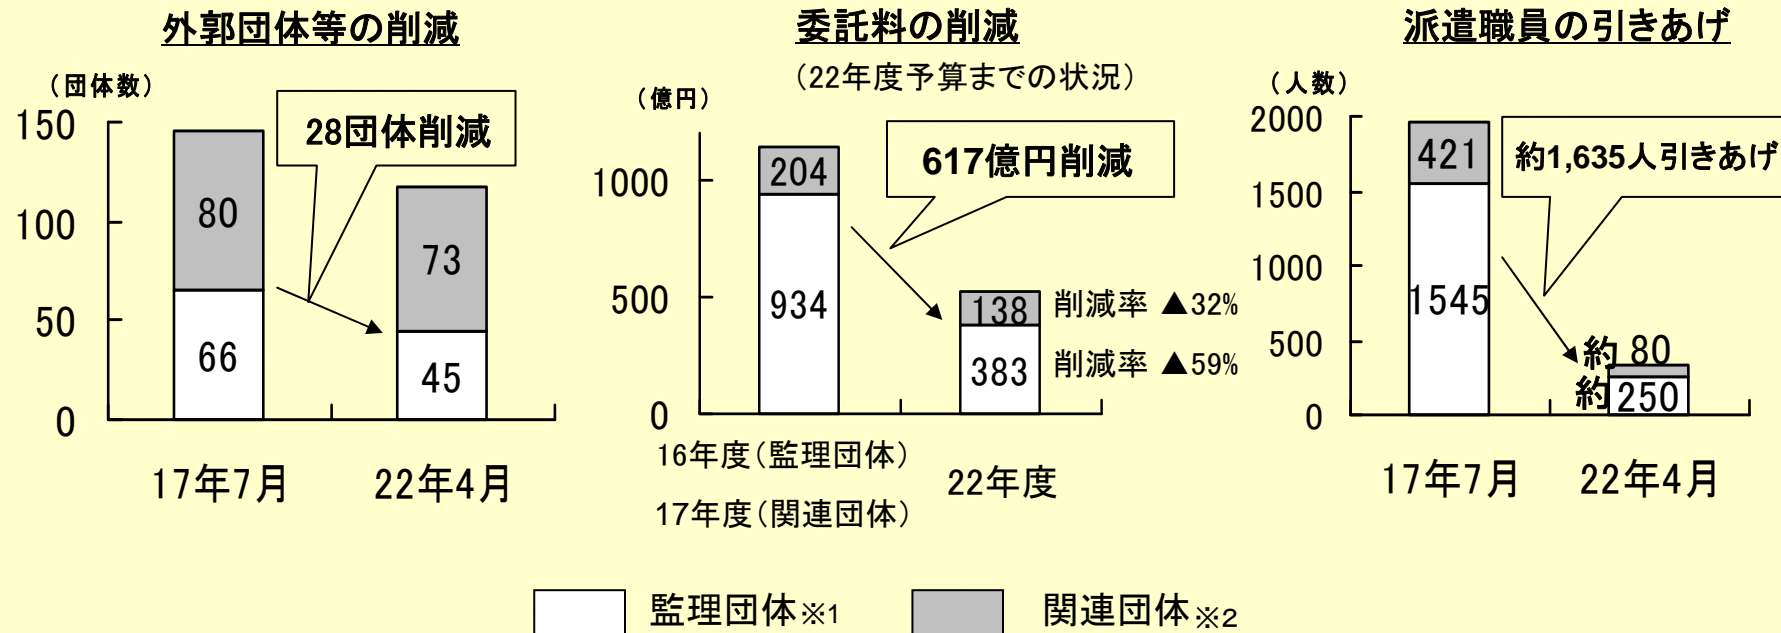 外郭団体等の削減
(団体数)
150
100
50
0
28団体削減
80
66
73
45
17年7月
22年4月
委託料の削減
(22年度予算までの状況)
(億円)
1000
500
0
617億円削減
204
934
138
383
削減率 ▲32%
削減率 ▲59%
16年度(監理団体)
17年度(関連団体)
22年度
派遣職員の引きあげ
(人数)
2000
1500
1000
500
0
約1,635人引きあげ
421
1545
約 80
約 250
17年7月
22年4月
監理団体※1
関連団体※2